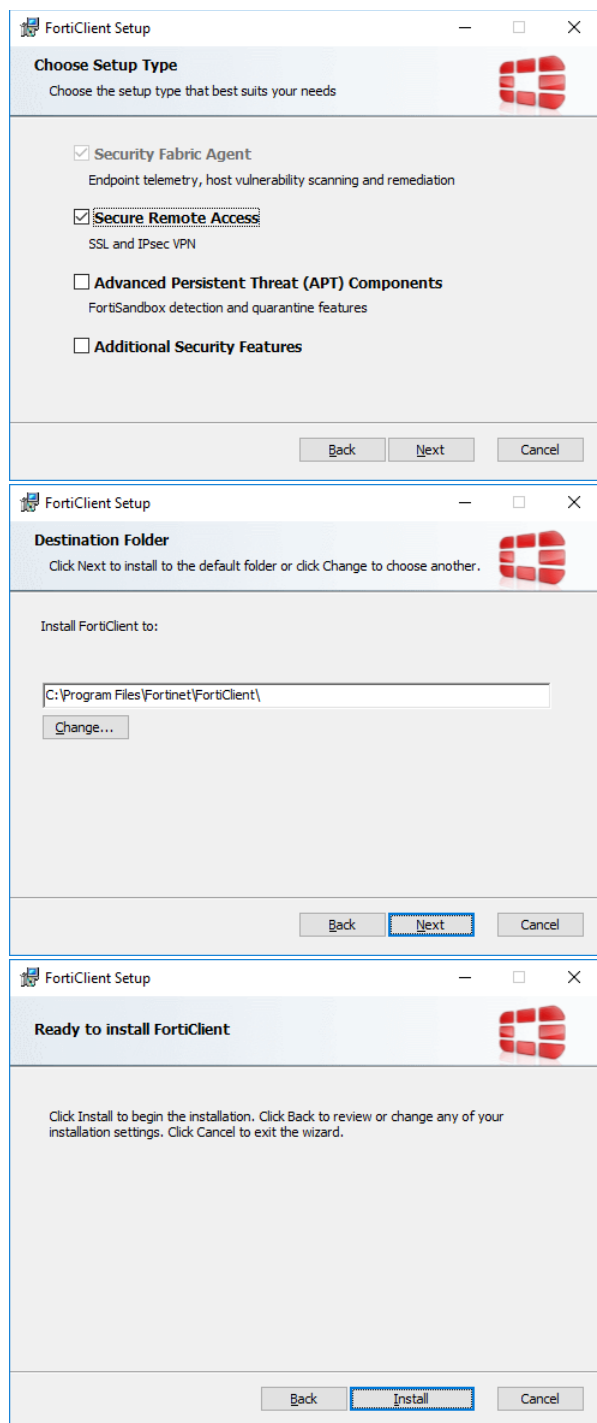 FortiClient Setup
Choose Setup Type
Choose the setup type that best suits your needs
Security Fabric Agent
Endpoint telemetry, host vulnerability scanning and remediation
Secure Remote Access
SSL and IPsec VPN
Advanced Persistent Threat (APT) Components
FortiSandbox detection and quarantine features
Additional Security Features
Back Next Cancel
FortiClient Setup
Destination Folder
Click Next to install to the default folder or click Change to choose another.
Install FortiClient to:
C:\Program Files\Fortinet\FortiClient\
Change...
Back Next Cancel
FortiClient Setup
Ready to install FortiClient
Click Install to begin the installation. Click Back to review or change any of your
installation settings. Click Cancel to exit the wizard.
Back Install Cancel